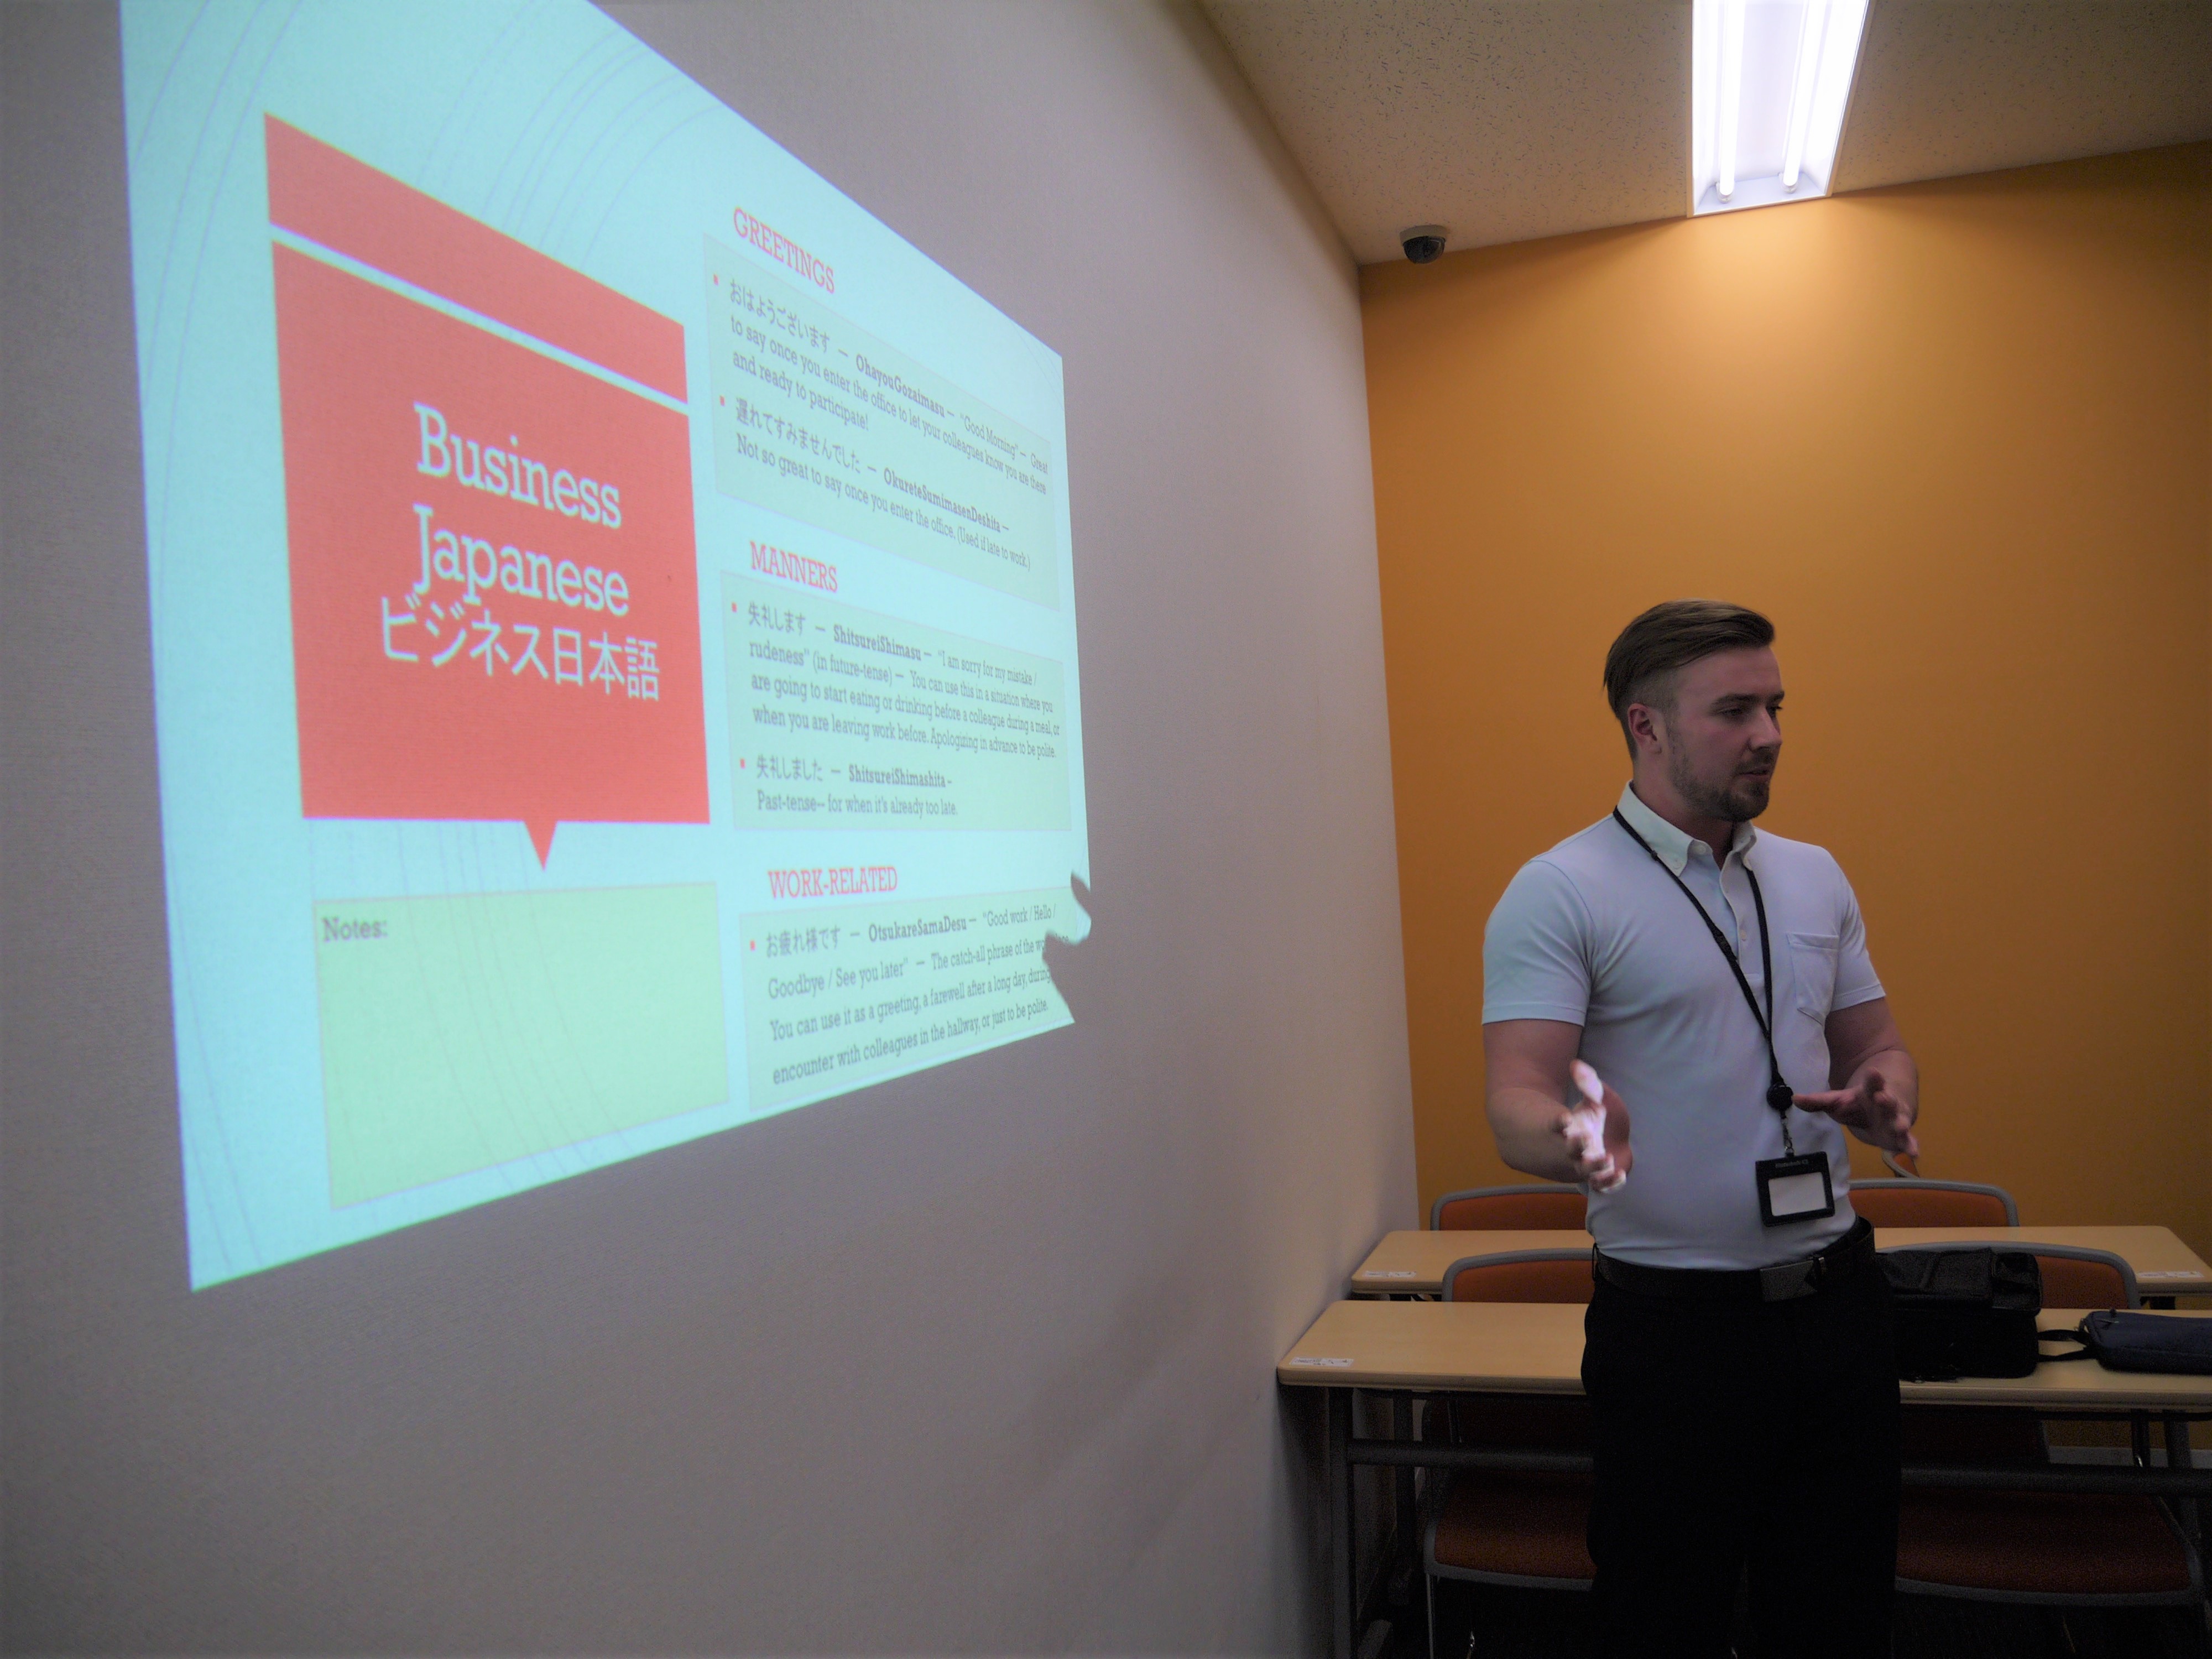 Business
Japanese
ビジネス日本語
Notes:
GREETINGS
おはようございます – OhayouGozaimasu – "Good Morning" – Great
to say once you enter the office to let your colleagues know you are there
and ready to participate!
遅れてすみませんでした – OkureteSumimasenDeshita –
Not so great to say once you enter the office. (Used if late to work.)
MANNERS
失礼します – ShitsureiShimasu – "I am sorry for my mistake /
rudeness" (in future-tense) – You can use this in a situation where you
are going to start eating or drinking before a colleague during a meal, or
when you are leaving work before. Apologizing in advance to be polite.
失礼しました – ShitsureiShimashita –
Past-tense-- for when it's already too late.
WORK-RELATED
お疲れ様です – OtsukareSamaDesu – "Good work / Hello /
Goodbye / See you later" – The catch-all phrase of the
You can use it as a greeting, a farewell after a long day, during
encounter with colleagues in the hallway, or just to be polite.